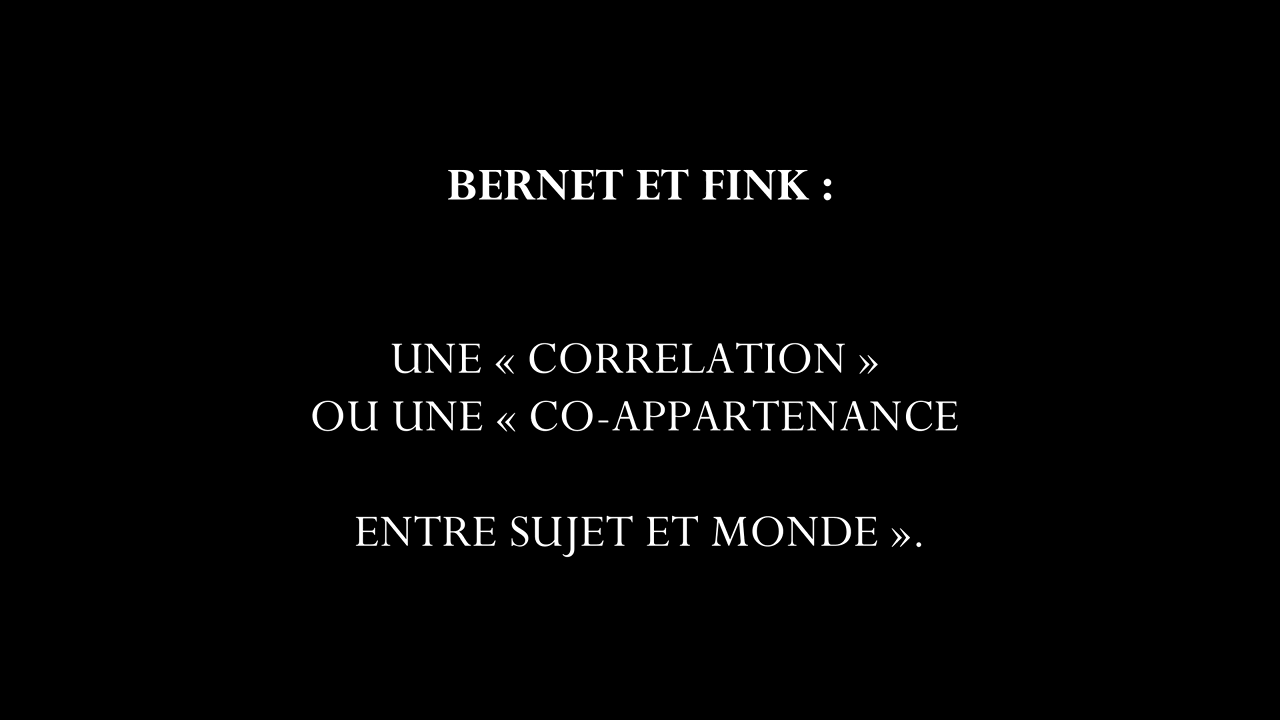 BERNET ET FINK :
UNE « CORRELATION »
OU UNE « CO-APPARTENANCE
ENTRE SUJET ET MONDE ».